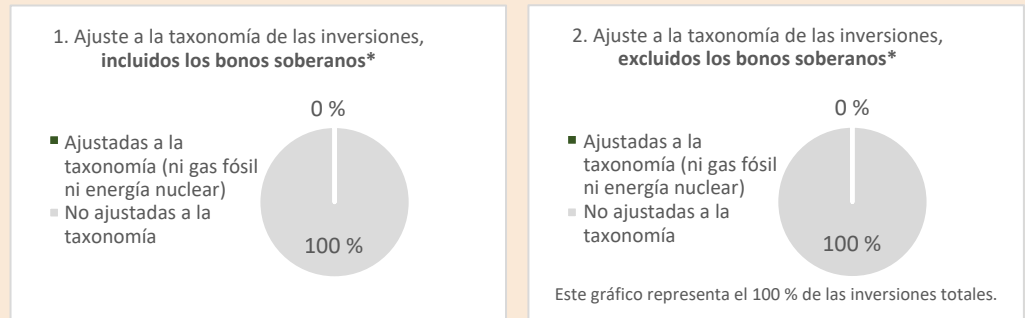 1. Ajuste a la taxonomía de las inversiones,
incluidos los bonos soberanos*
0 %
Ajustadas a la
taxonomía (ni gas fósil
ni energía nuclear)
No ajustadas a la
taxonomía
100 %
2. Ajuste a la taxonomía de las inversiones,
excluidos los bonos soberanos*
0 %
Ajustadas a la
taxonomía (ni gas fósil
ni energía nuclear)
No ajustadas a la
taxonomía
100 %
Este gráfico representa el 100 % de las inversiones totales.